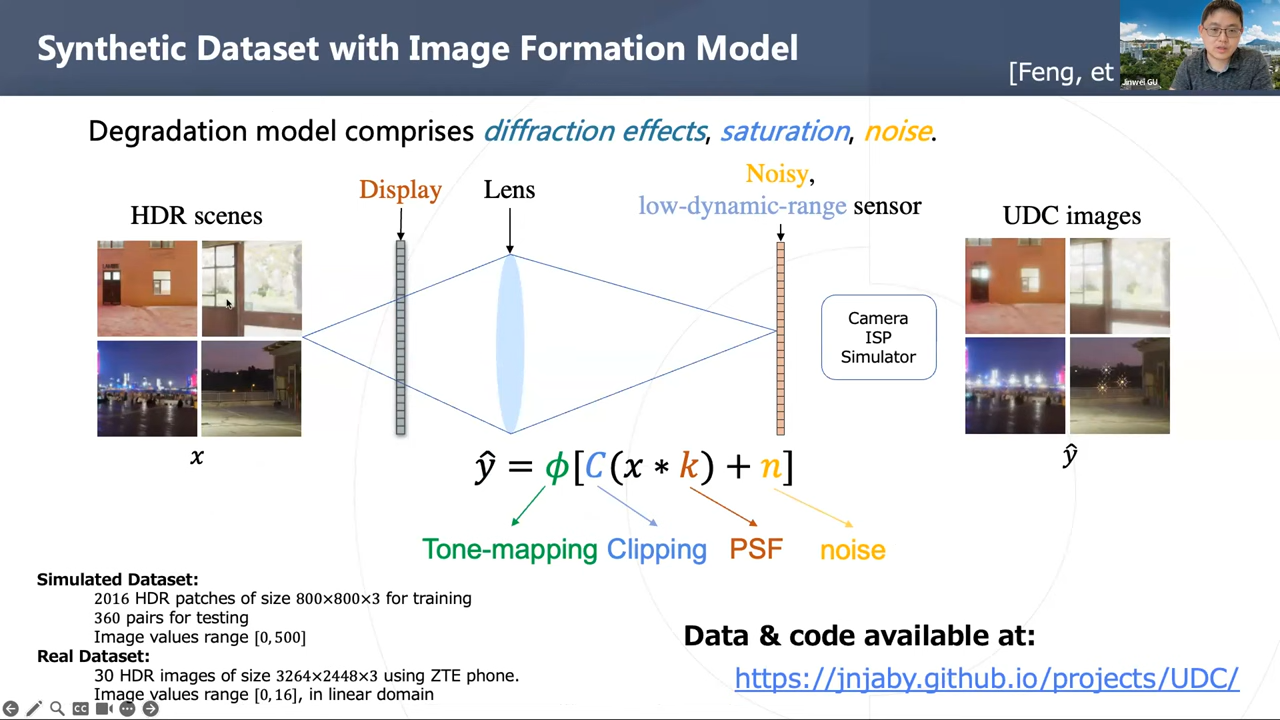 Synthetic Dataset with Image Formation Model
[Feng, et
Jinwei GU
Degradation model comprises diffraction effects, saturation, noise.
HDR scenes
Display
Lens
Noisy,
low-dynamic-range sensor
UDC images
Camera
ISP
Simulator
x
ŷ
ŷ = ϕ[C(x ∗ k) + n]
Tone-mapping Clipping PSF noise
Simulated Dataset:
2016 HDR patches of size 800×800×3 for training
360 pairs for testing
Image values range [0, 500]
Real Dataset:
30 HDR images of size 3264×2448×3 using ZTE phone.
Image values range [0, 16], in linear domain
Data & code available at:
https://jnjaby.github.io/projects/UDC/
CC